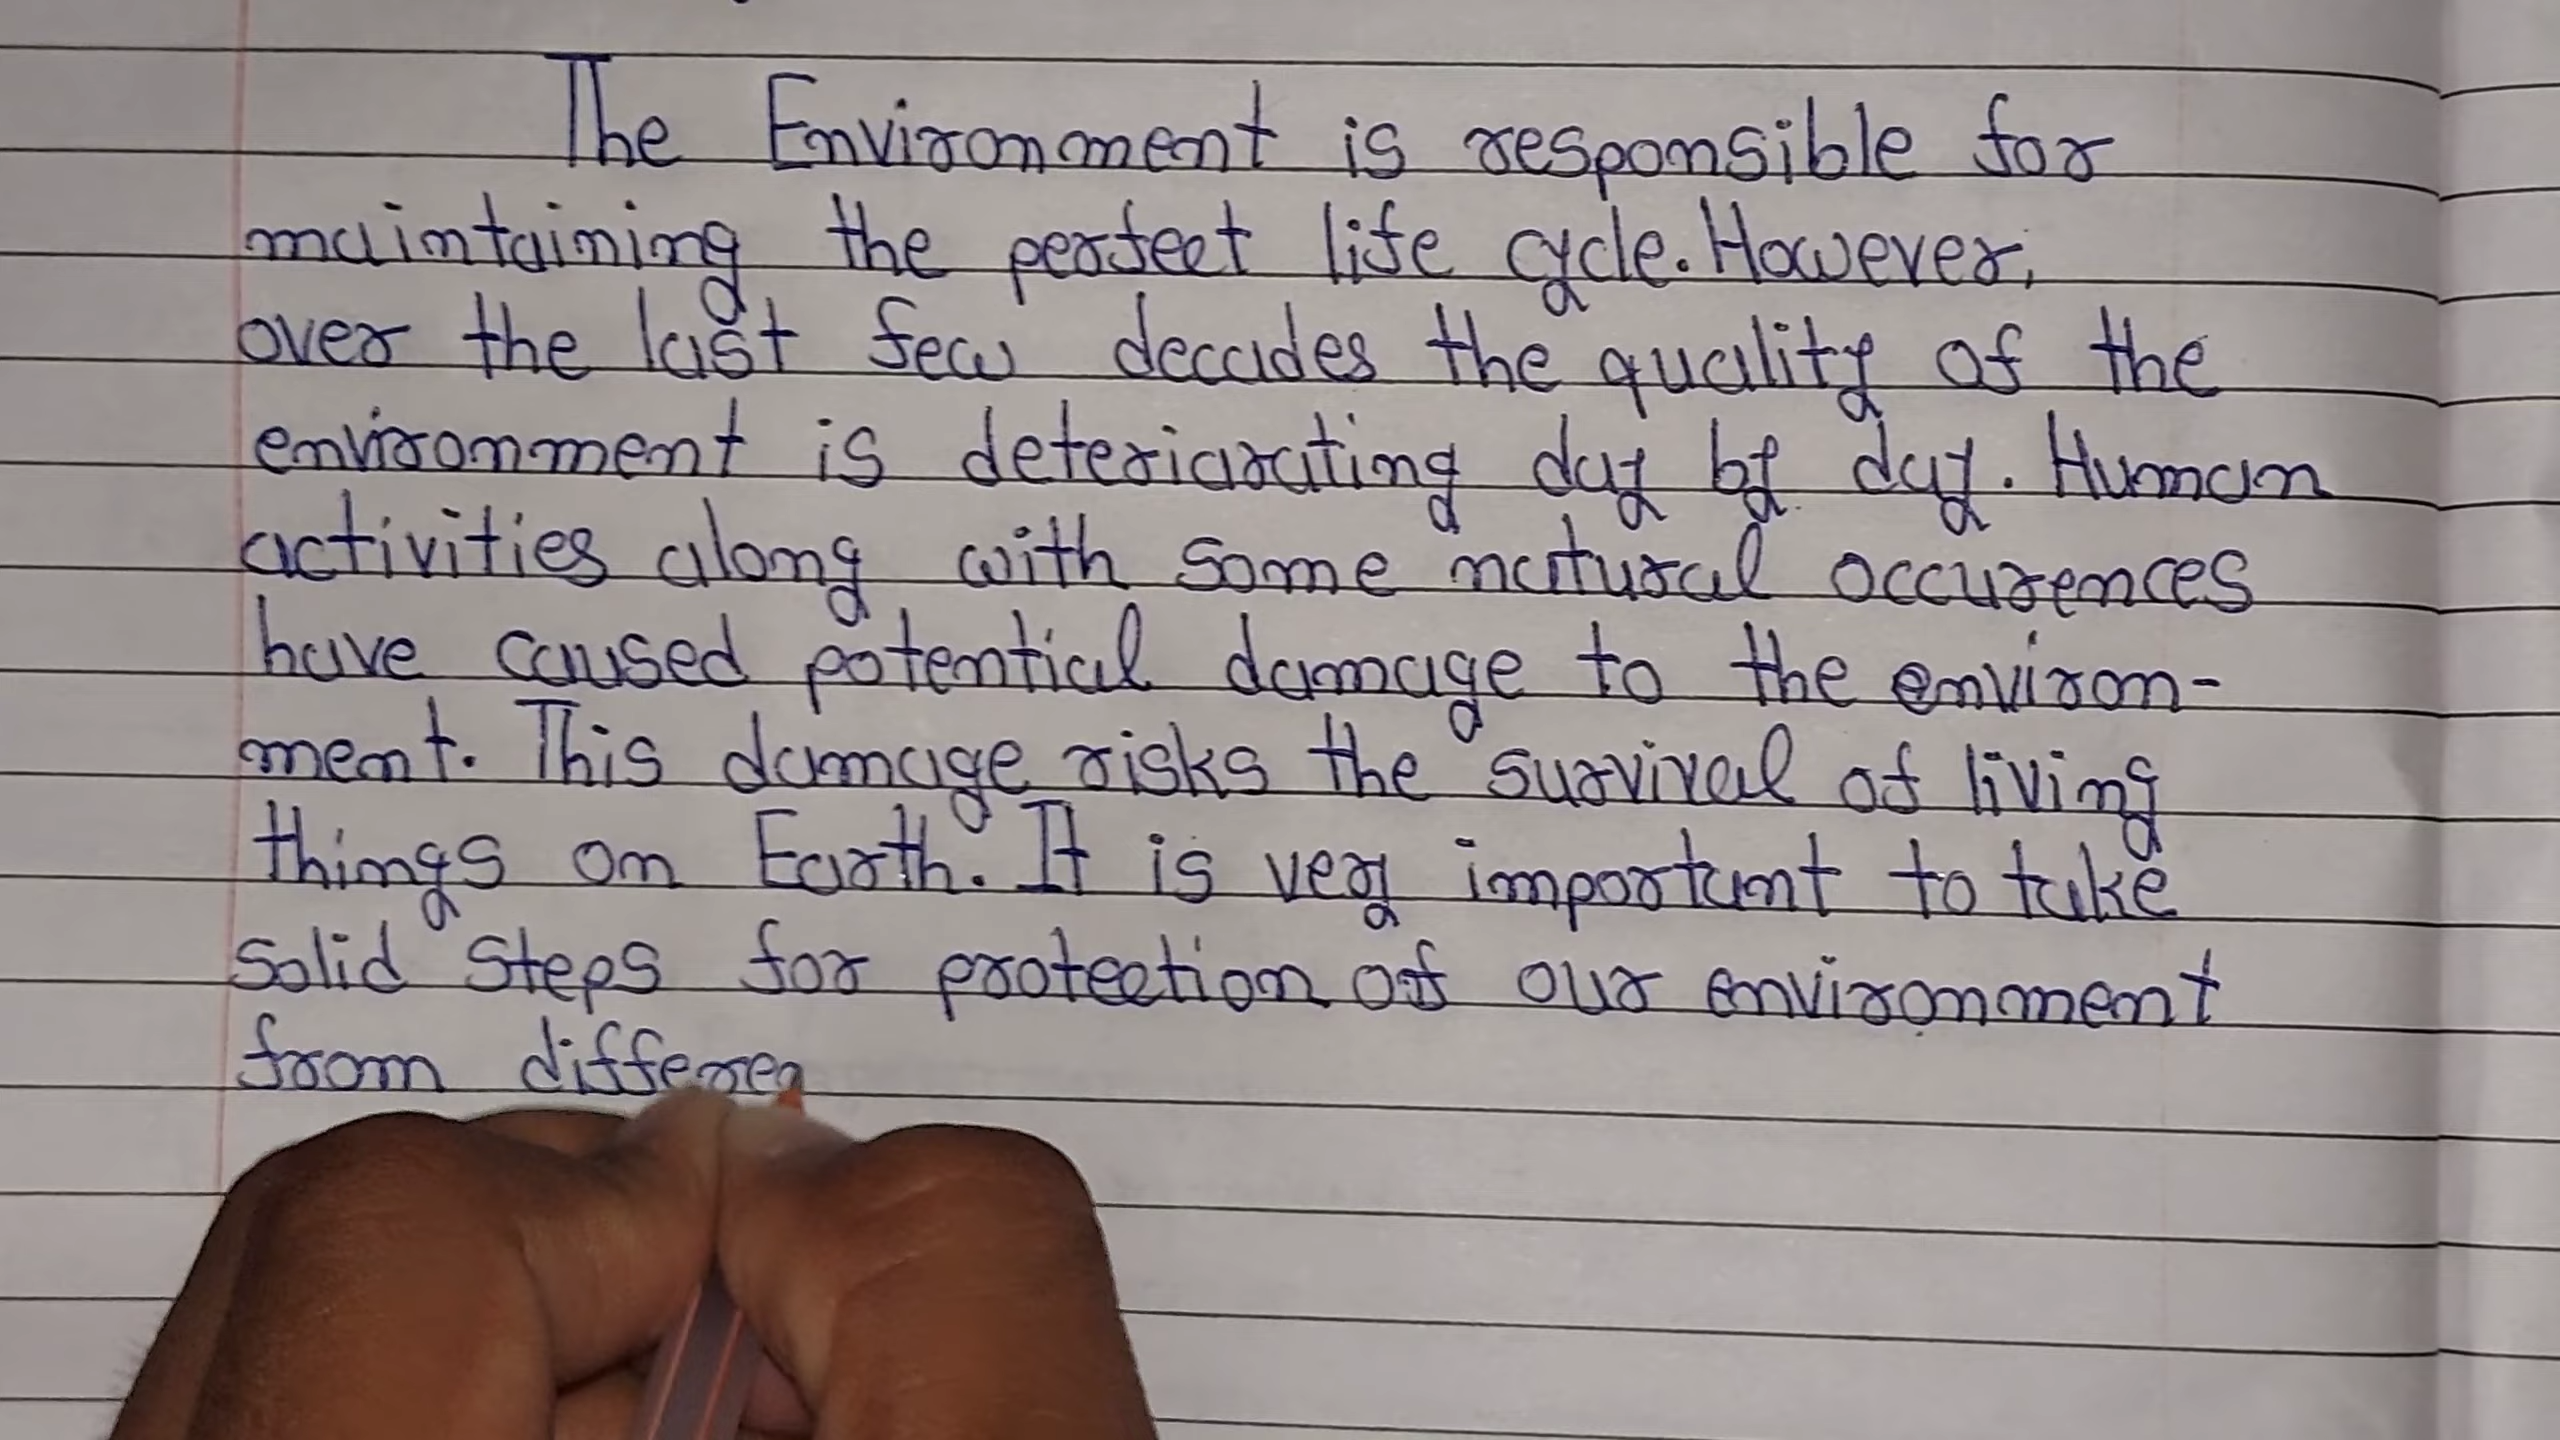 The Environment is responsible for
maintaining the perfect life cycle. However,
over the last few decades the quality of the
environment is deteriarating day by day. Human
activities along with some natural occurences
have caused potential damage to the environ-
ment. This damage risks the survival of living
things on Earth. It is very important to take
solid steps for protection of our environment
from differen